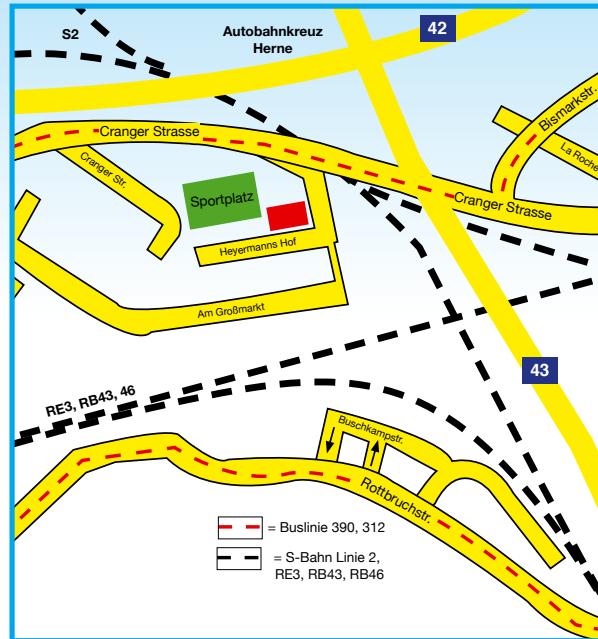 S2
Autobahnkreuz
Herne
42
Bismarkstr.
Cranger Strasse
La Roche
Cranger Str.
Sportplatz
Cranger Strasse
Heyermanns Hof
Am Großmarkt
43
RE3, RB43, 46
Buschkampstr.
Rottbruchstr.
= Buslinie 390, 312
= S-Bahn Linie 2,
RE3, RB43, RB46